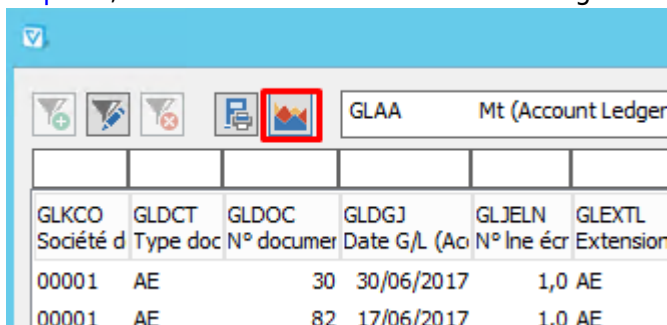 GLAA Mt (Account Ledger
GLKCO GLDCT GLDOC GLDGJ GLJELN GLEXTL
Société d Type doc N° documer Date G/L (Acc N° lne écr Extension
00001 AE 30 30/06/2017 1,0 AE
00001 AE 82 17/06/2017 1,0 AE